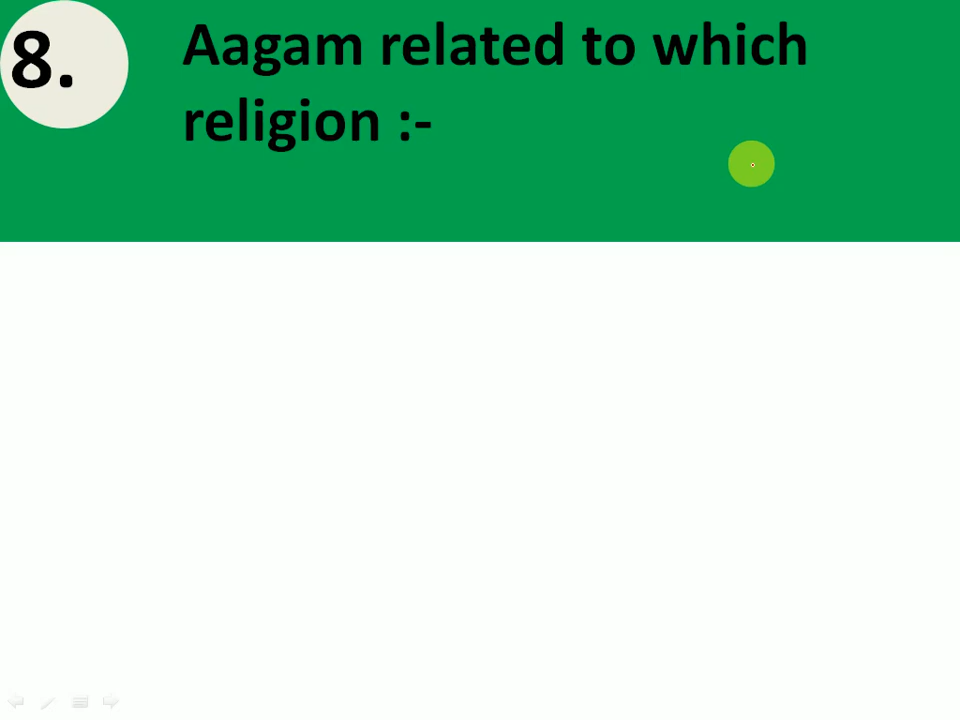 8.
Aagam related to which
religion :-